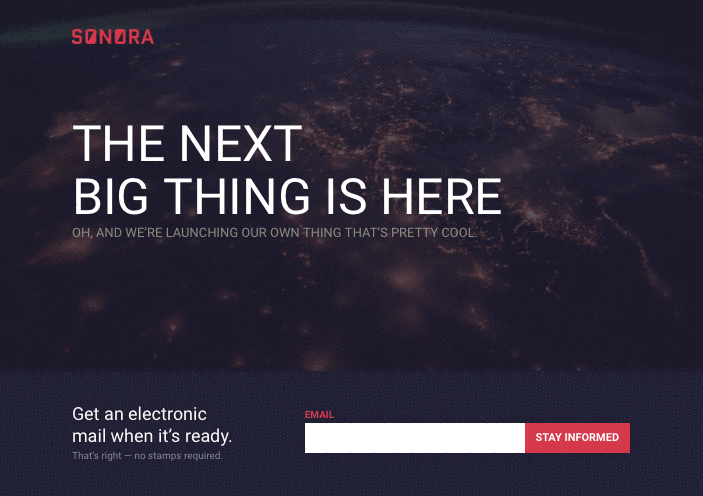 SONORA
THE NEXT
BIG THING IS HERE
OH, AND WE'RE LAUNCHING OUR OWN THING THAT'S PRETTY COOL.
Get an electronic
mail when it's ready.
That's right — no stamps required.
EMAIL
STAY INFORMED